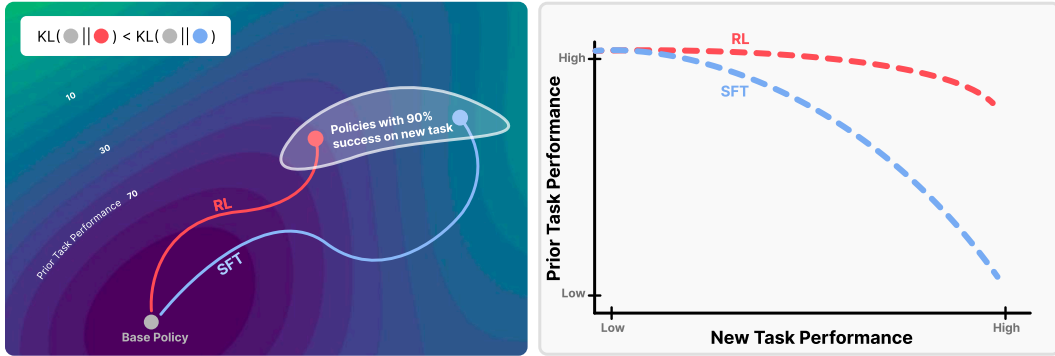 KL( || ) < KL( || )
10
30
70
Prior Task Performance
Policies with 90%
success on new task
RL
SFT
Base Policy
RL
SFT
High
Low
Prior Task Performance
Low
High
New Task Performance